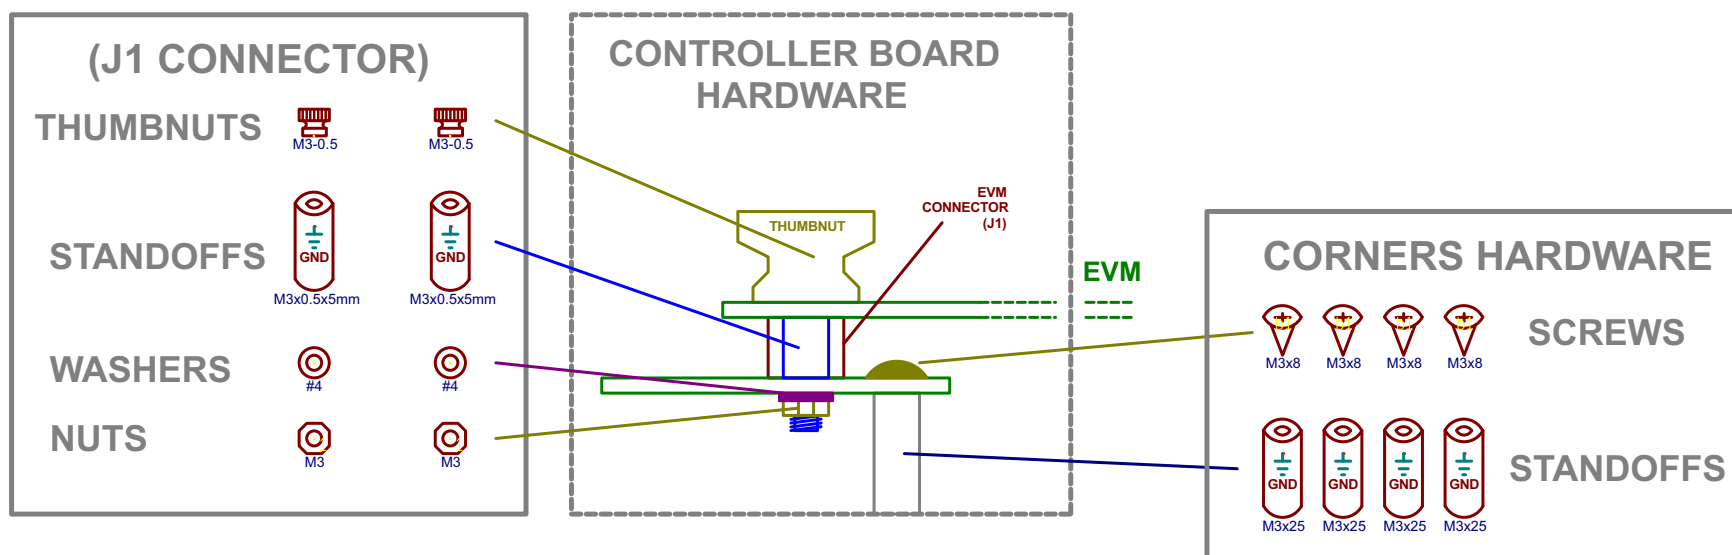 (J1 CONNECTOR)
THUMBNUTS
M3-0.5 M3-0.5
STANDOFFS
GND GND
M3x0.5x5mm M3x0.5x5mm
WASHERS
#4 #4
NUTS
M3 M3
CONTROLLER BOARD
HARDWARE
EVM
CONNECTOR
(J1)
THUMBNUT
EVM
CORNERS HARDWARE
SCREWS
M3x8 M3x8 M3x8 M3x8
STANDOFFS
GND GND GND GND
M3x25 M3x25 M3x25 M3x25